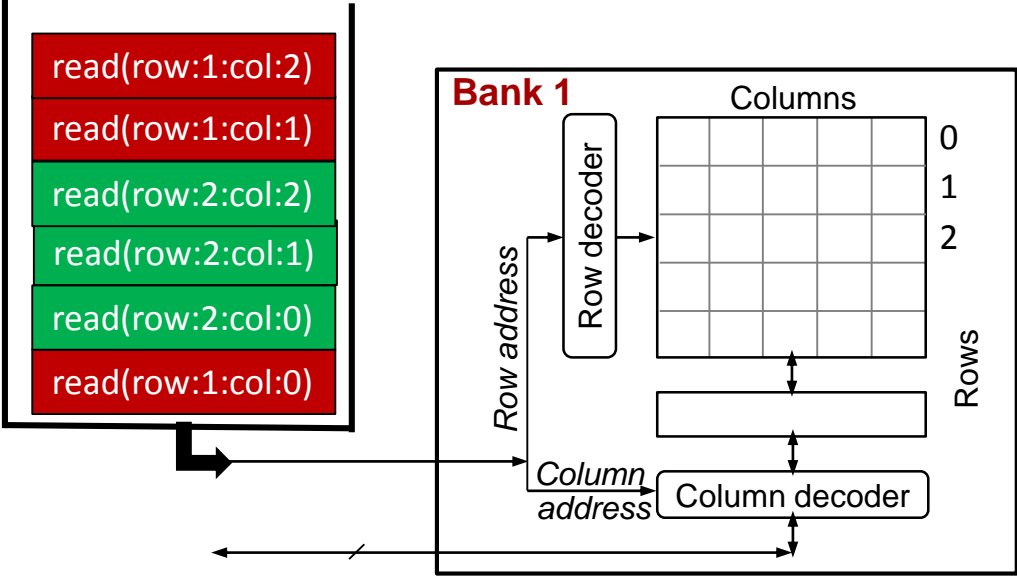 read(row:1:col:2)
read(row:1:col:1)
read(row:2:col:2)
read(row:2:col:1)
read(row:2:col:0)
read(row:1:col:0)
Bank 1
Columns
0
1
2
Row decoder
Row address
Rows
Column
address
Column decoder